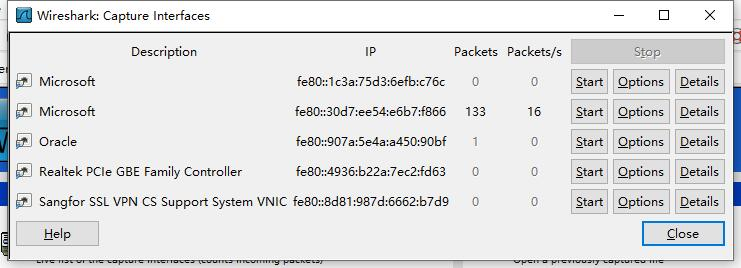 Wireshark: Capture Interfaces
Description IP Packets Packets/s Stop
Microsoft fe80::1c3a:75d3:6efb:c76c 0 0 Start Options Details
Microsoft fe80::30d7:ee54:e6b7:f866 133 16 Start Options Details
Oracle fe80::907a:5e4a:a450:90bf 1 0 Start Options Details
Realtek PCIe GBE Family Controller fe80::4936:b22a:7ec2:fd63 0 0 Start Options Details
Sangfor SSL VPN CS Support System VNIC fe80::8d81:987d:6662:b7d9 0 0 Start Options Details
Help Close
Live list of the capture interfaces (counts incoming packets) Open a previously captured file